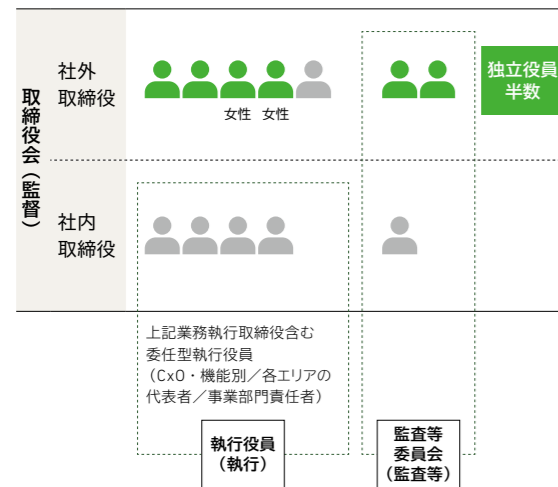 取締役会（監督）
社外
取締役
女性 女性
独立役員
半数
社内
取締役
上記業務執行取締役含む
委任型執行役員
（CxO・機能別／各エリアの
代表者／事業部門責任者）
執行役員
（執行）
監査等
委員会
（監査等）